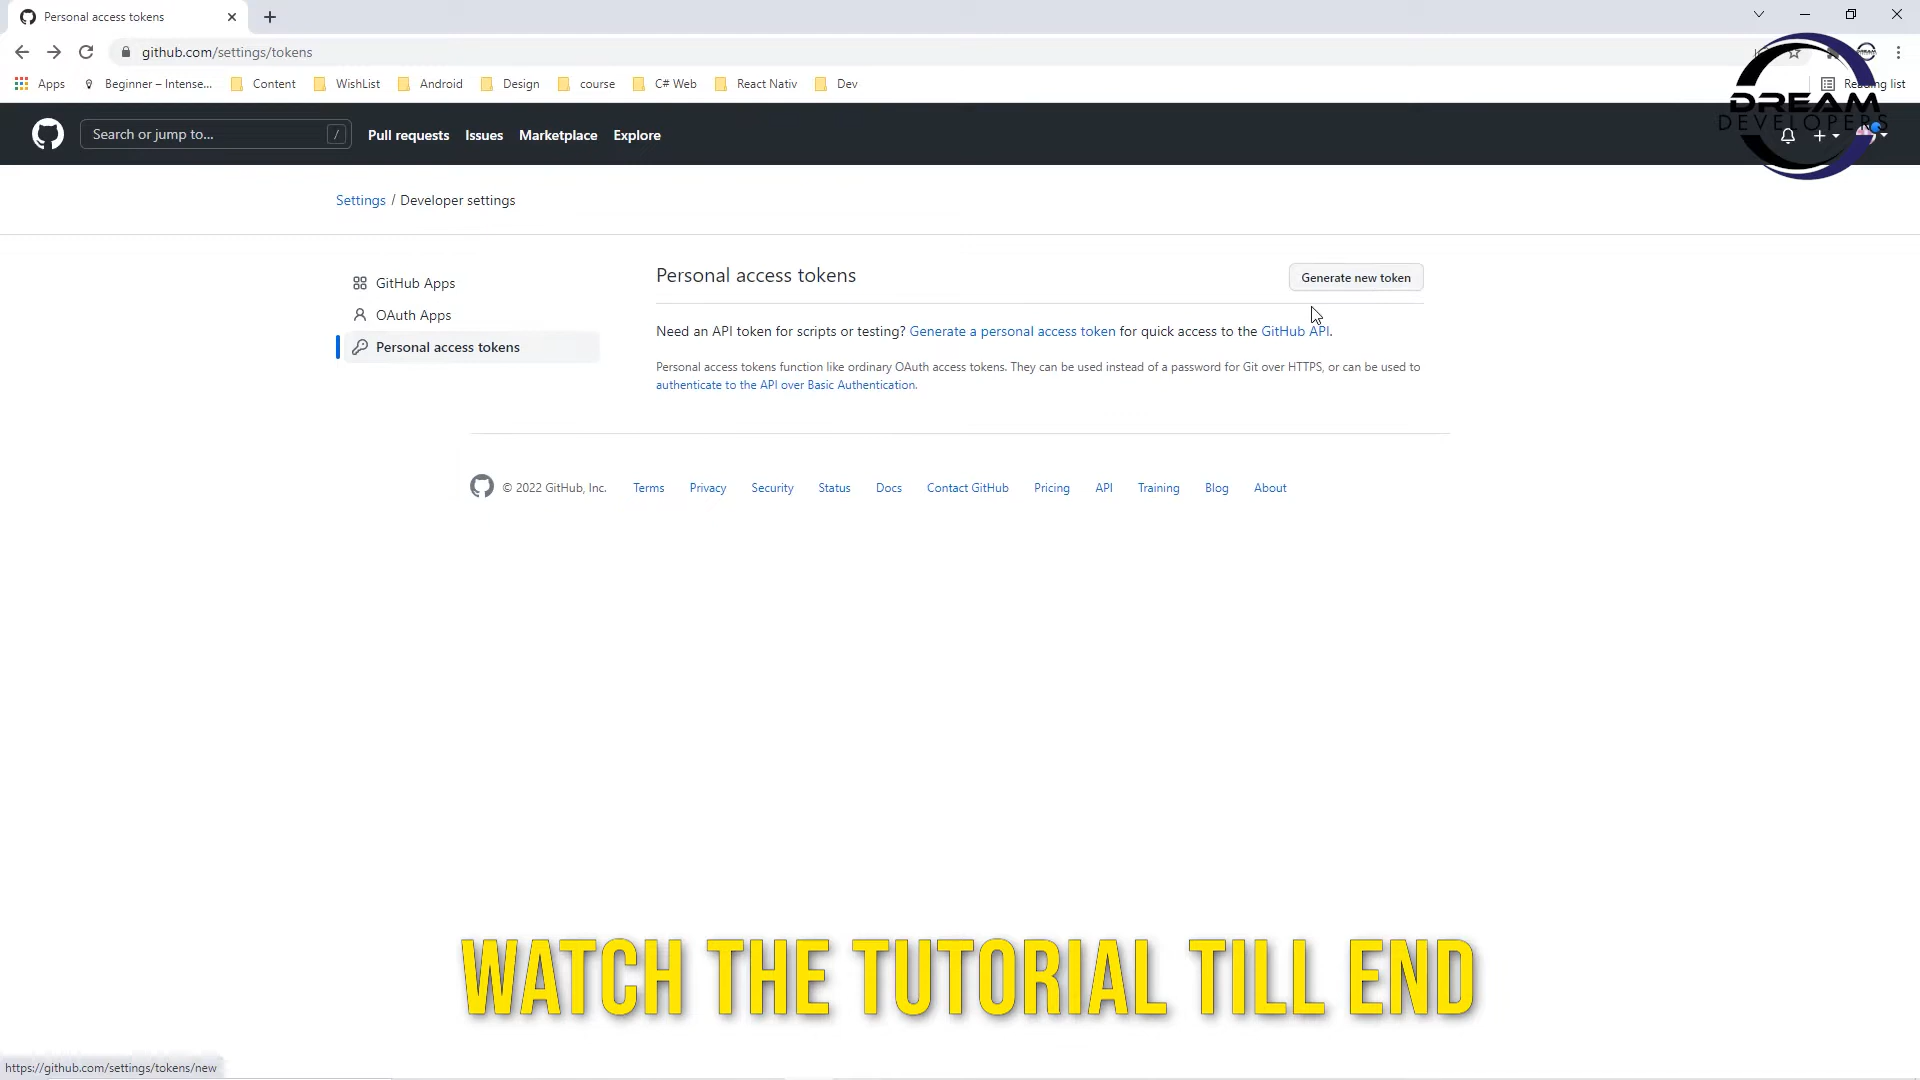 Personal access tokens
github.com/settings/tokens
Apps Beginner – Intense... Content WishList Android Design course C# Web React Nativ Dev Reading list
DREAM
DEVELOPERS
Search or jump to... / Pull requests Issues Marketplace Explore
Settings / Developer settings
GitHub Apps
OAuth Apps
Personal access tokens
Personal access tokens Generate new token
Need an API token for scripts or testing? Generate a personal access token for quick access to the GitHub API.
Personal access tokens function like ordinary OAuth access tokens. They can be used instead of a password for Git over HTTPS, or can be used to
authenticate to the API over Basic Authentication.
© 2022 GitHub, Inc. Terms Privacy Security Status Docs Contact GitHub Pricing API Training Blog About
WATCH THE TUTORIAL TILL END
https://github.com/settings/tokens/new